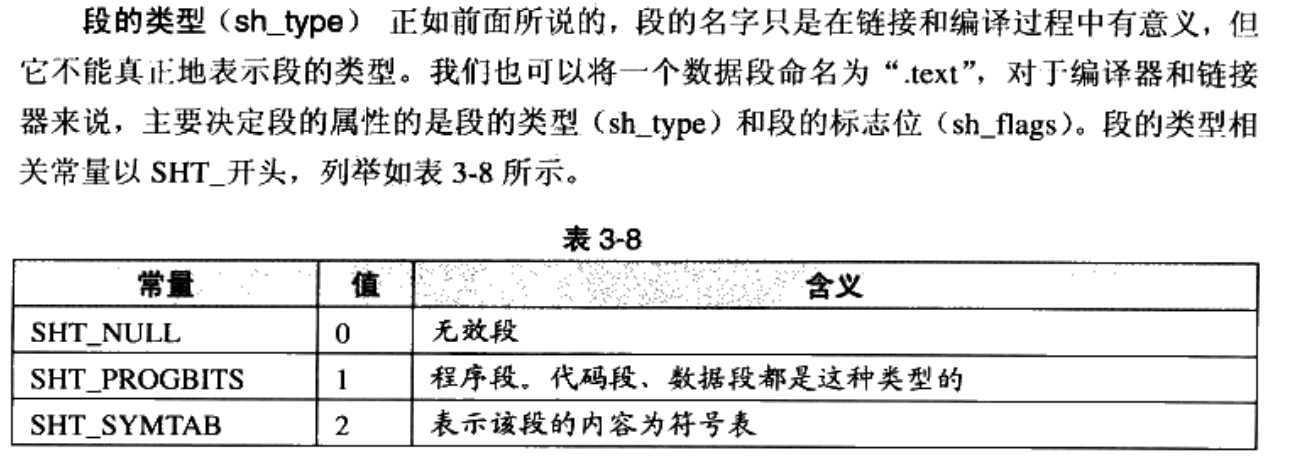 段的类型（sh_type） 正如前面所说的，段的名字只是在链接和编译过程中有意义，但
它不能真正地表示段的类型。我们也可以将一个数据段命名为“.text”，对于编译器和链接
器来说，主要决定段的属性的是段的类型（sh_type）和段的标志位（sh_flags）。段的类型相
关常量以 SHT_开头，列举如表 3-8 所示。
表 3-8
常量 值 含义
SHT_NULL 0 无效段
SHT_PROGBITS 1 程序段。代码段、数据段都是这种类型的
SHT_SYMTAB 2 表示该段的内容为符号表